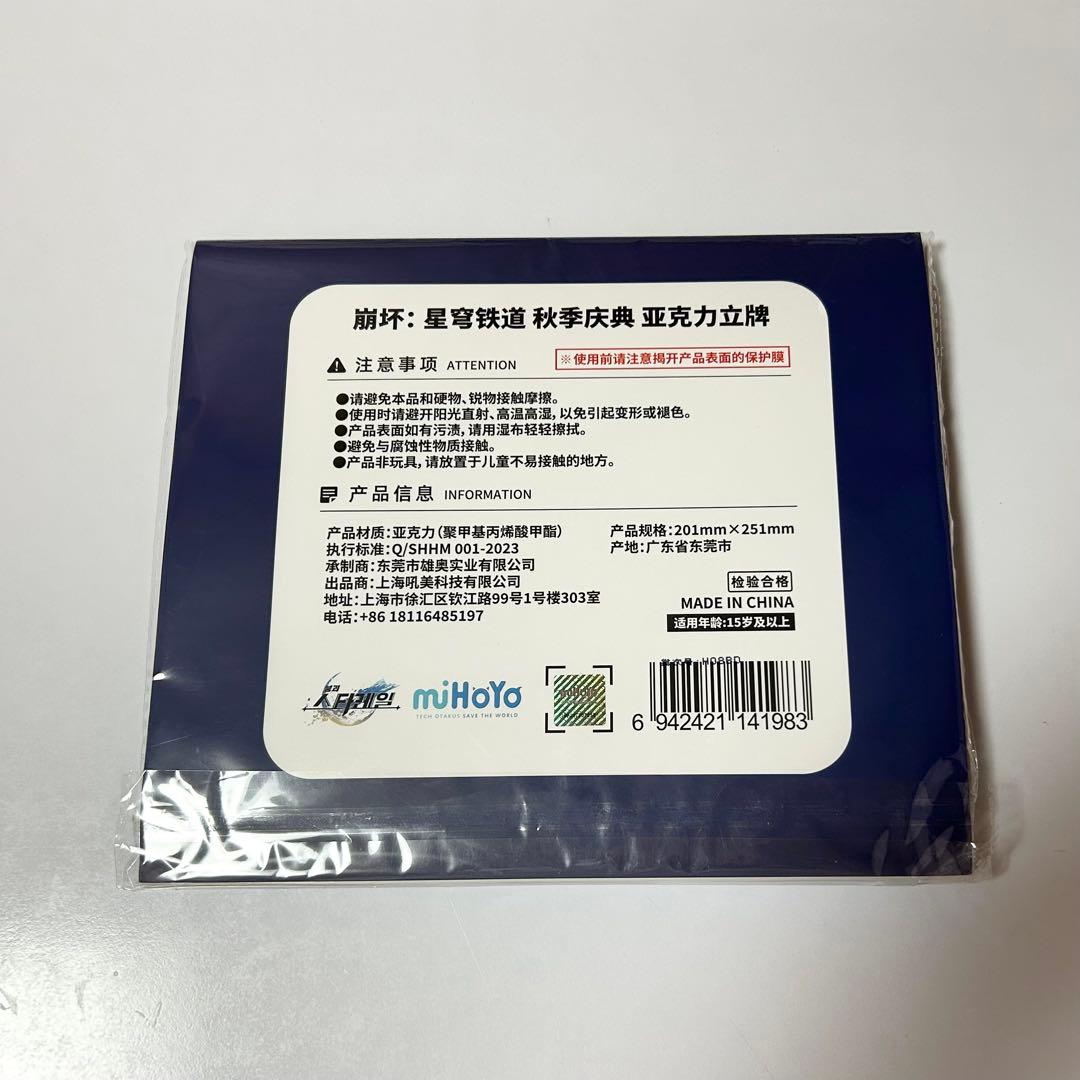 崩坏：星穹铁道 秋季庆典 亚克力立牌
注意事项 ATTENTION
※使用前请注意揭开产品表面的保护膜
●请避免本品和硬物、锐物接触摩擦。
●使用时请避开阳光直射、高温高湿，以免引起变形或褪色。
●产品表面如有污渍，请用湿布轻轻擦拭。
●避免与腐蚀性物质接触。
●产品非玩具，请放置于儿童不易接触的地方。
产品信息 INFORMATION
产品材质：亚克力（聚甲基丙烯酸甲酯）
执行标准：Q/SHHM 001-2023
承制商：东莞市雄奥实业有限公司
出品商：上海吼美科技有限公司
地址：上海市徐汇区钦江路99号1号楼303室
电话：+86 18116485197
产品规格：201mm×251mm
产地：广东省东莞市
检验合格
MADE IN CHINA
适用年龄：15岁及以上
붕괴
스타레일
miHoYo
TECH OTAKUS SAVE THE WORLD
6 942421 141983